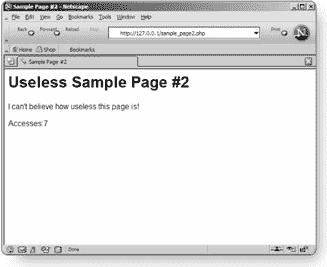 Sample Page #2 - Netscape
File Edit View Go Bookmarks Tools Window Help
Back Forward Reload Stop http://127.0.0.1/sample_page2.php Print N
Home Shop Bookmarks
Sample Page #2
Useless Sample Page #2
I can't believe how useless this page is!
Accesses:7
Done